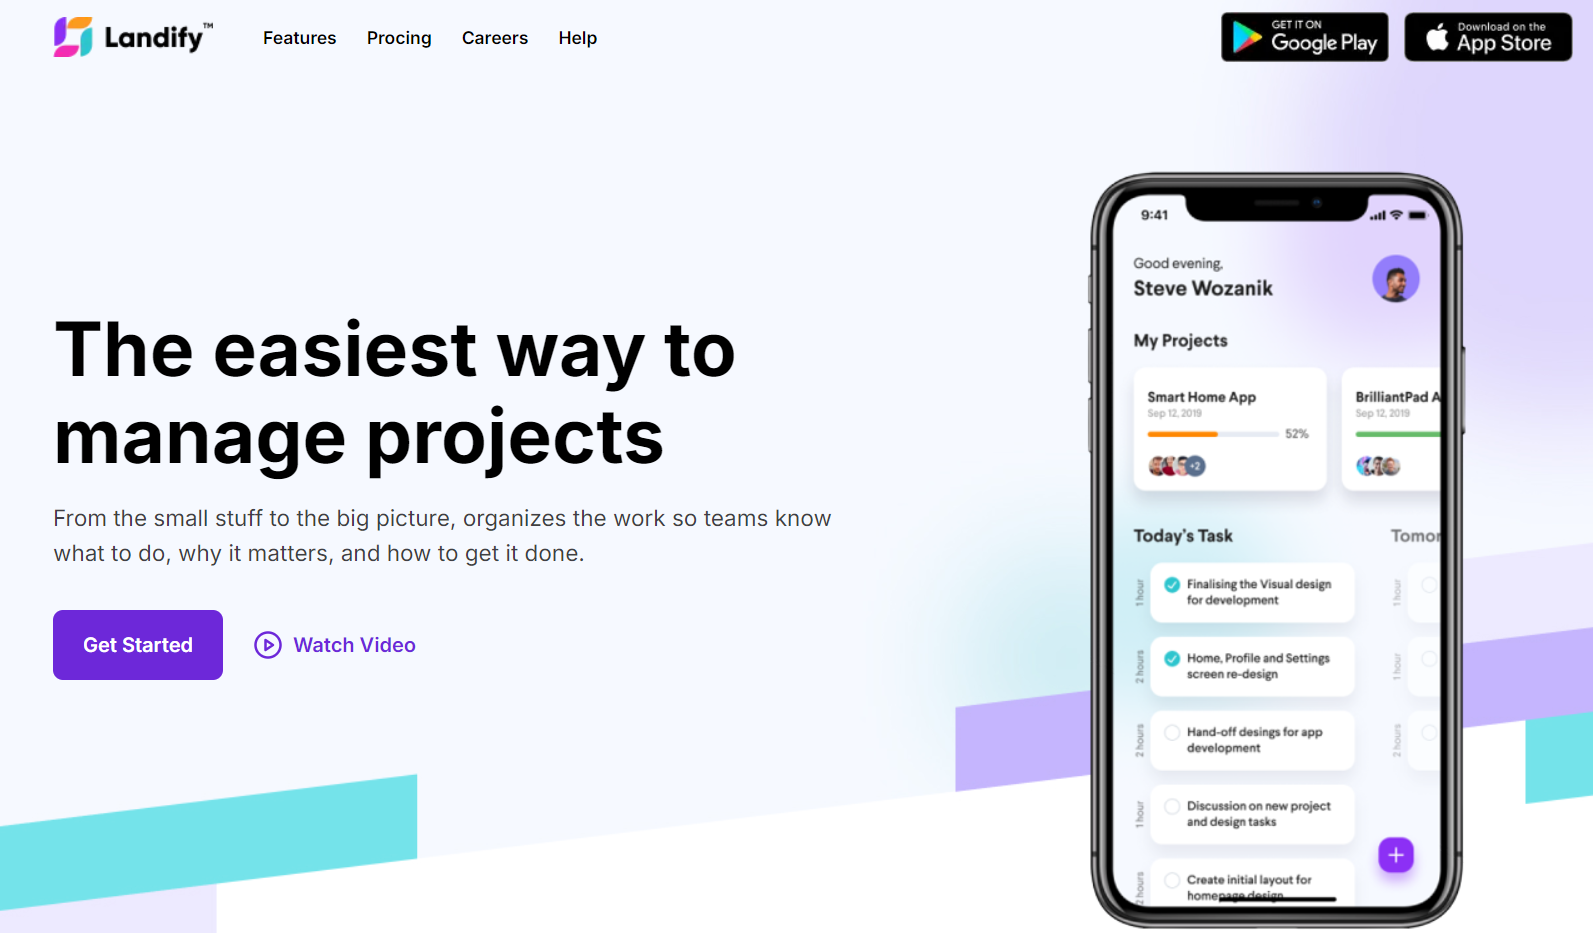 Landify™
Features
Procing
Careers
Help
GET IT ON
Google Play
Download on the
App Store
The easiest way to
manage projects
From the small stuff to the big picture, organizes the work so teams know
what to do, why it matters, and how to get it done.
Get Started
Watch Video
9:41
Good evening,
Steve Wozanik
My Projects
Smart Home App
Sep 12, 2019
52%
+2
BrilliantPad A
Sep 12, 2019
Today's Task
Tomor
1 hour
Finalising the Visual design
for development
1 hour
2 hours
Home, Profile and Settings
screen re-design
1 hour
2 hours
Hand-off desings for app
development
2 hours
1 hour
Discussion on new project
and design tasks
2 hours
Create initial layout for
homepage design